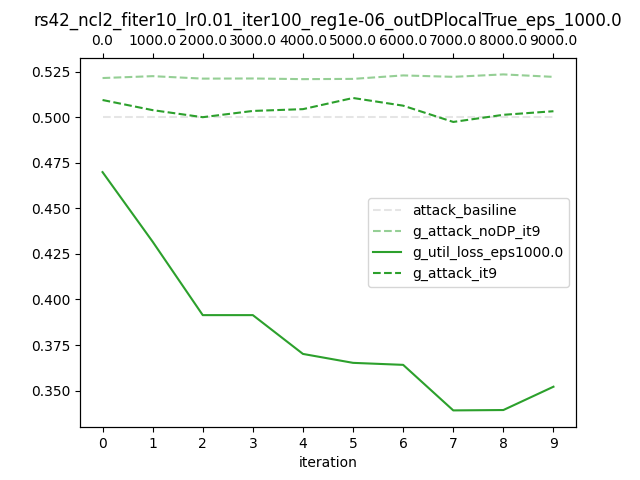 rs42_ncl2_fiter10_lr0.01_iter100_reg1e-06_outDPlocalTrue_eps_1000.0
0.0 1000.0 2000.0 3000.0 4000.0 5000.0 6000.0 7000.0 8000.0 9000.0
0.525
0.500
0.475
0.450
0.425
0.400
0.375
0.350
attack_basiline
g_attack_noDP_it9
g_util_loss_eps1000.0
g_attack_it9
0 1 2 3 4 5 6 7 8 9
iteration